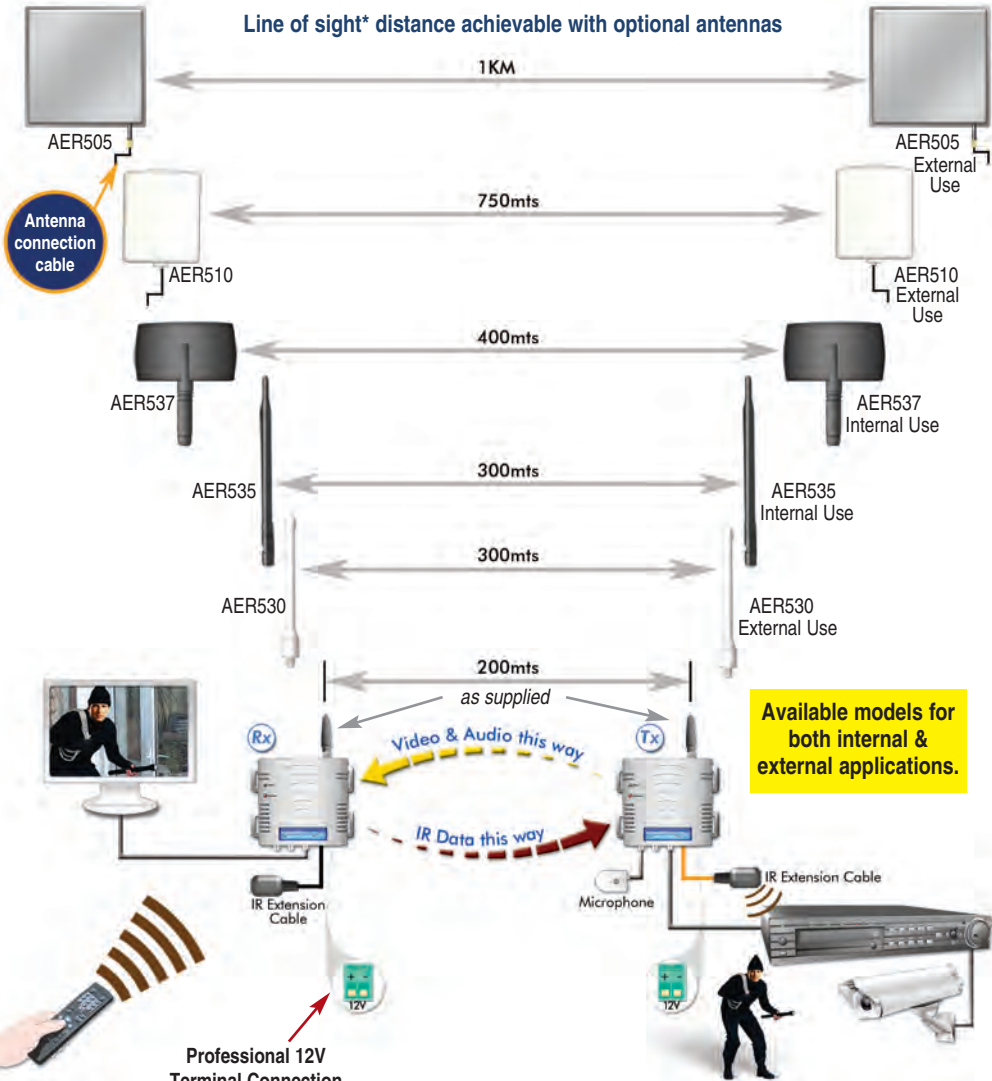 Line of sight* distance achievable with optional antennas
1KM
AER505
AER505
External
Use
Antenna
connection
cable
750mts
AER510
AER510
External
Use
400mts
AER537
AER537
Internal Use
300mts
AER535
AER535
Internal Use
300mts
AER530
AER530
External Use
200mts
as supplied
Available models for
both internal &
external applications.
Rx
Tx
Video & Audio this way
IR Data this way
IR Extension
Cable
Microphone
IR Extension Cable
+ -
12V
+ -
12V
Professional 12V
Terminal Connection